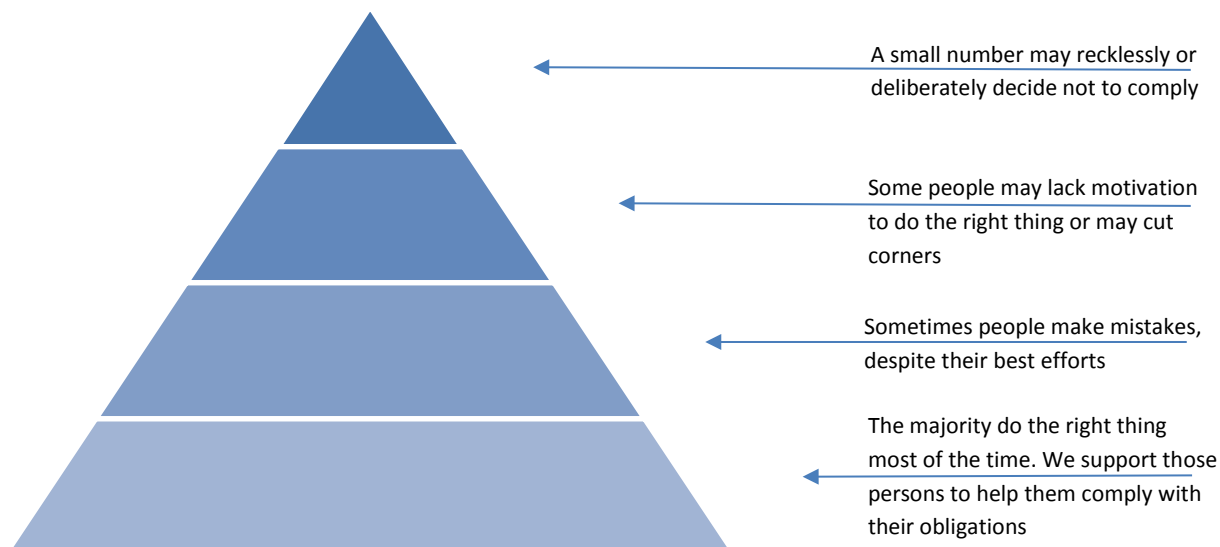 A small number may recklessly or
deliberately decide not to comply
Some people may lack motivation
to do the right thing or may cut
corners
Sometimes people make mistakes,
despite their best efforts
The majority do the right thing
most of the time. We support those
persons to help them comply with
their obligations